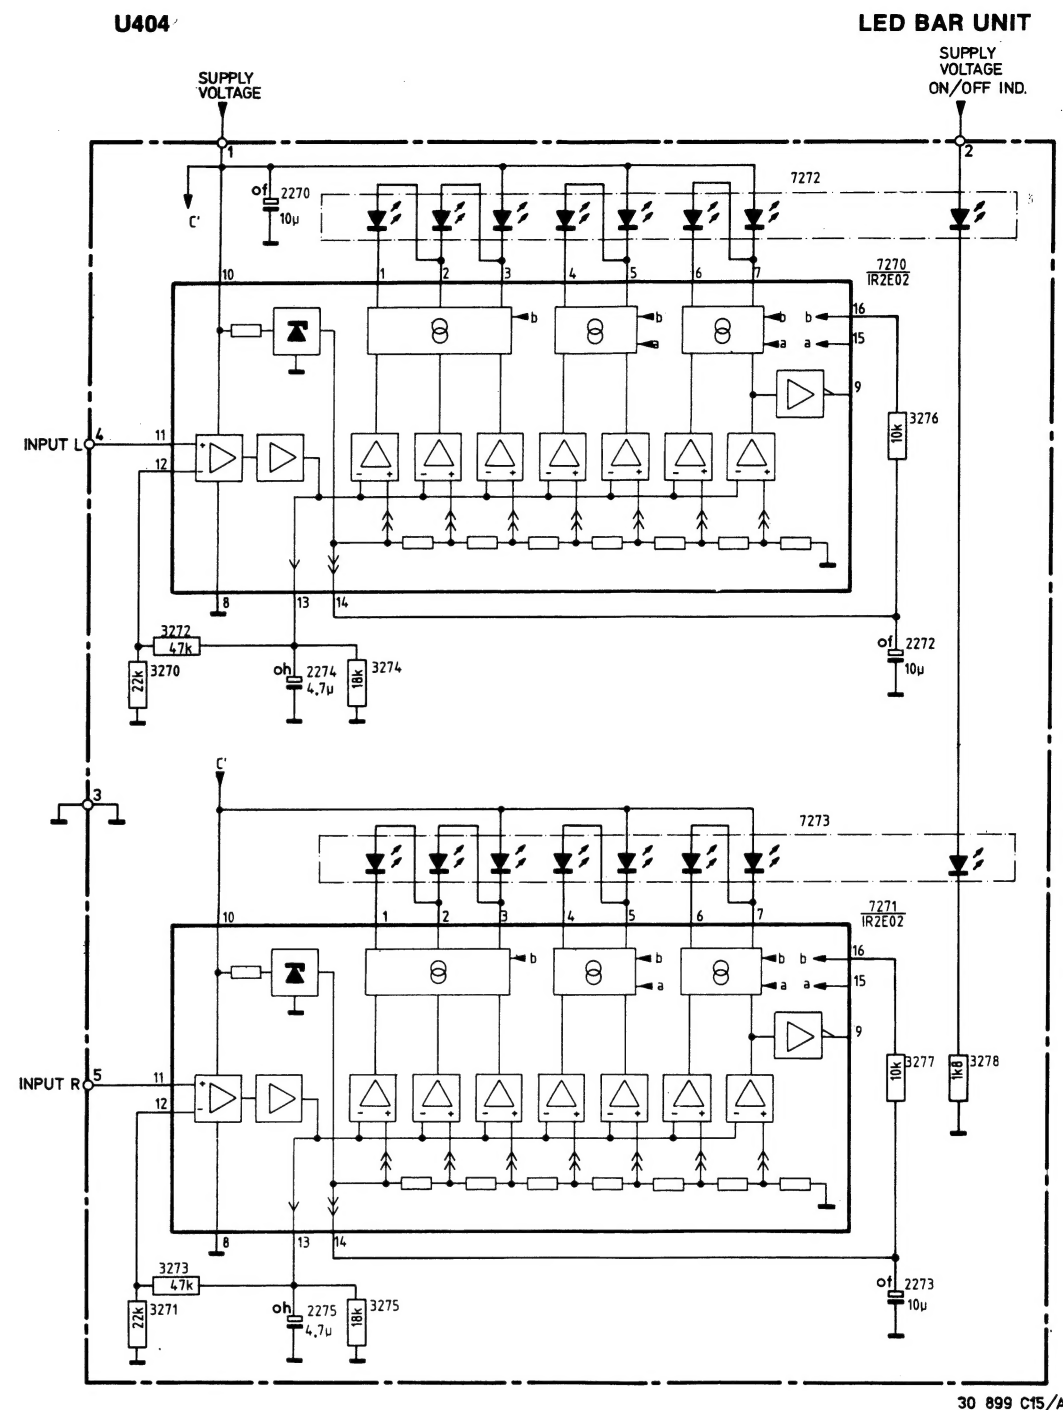 U404
LED BAR UNIT
SUPPLY
VOLTAGE
SUPPLY
VOLTAGE
ON/OFF IND.
1
2
7272
of 2270
10µ
C'
10
1 2 3 4 5 6 7
7270
IR2E02
b b b b 16
a a a 15
9
3276
10k
INPUT L 4 11
+ -
12
- + - + - + - + - + - + - +
8 13 14
3272
47k
3270
22k
oh 2274
4.7µ
3274
18k
of 2272
10µ
C'
3
7273
10
1 2 3 4 5 6 7
7271
IR2E02
b b b b 16
a a a 15
9
3277
10k
3278
1k8
INPUT R 5 11
+ -
12
- + - + - + - + - + - + - +
8 13 14
3273
47k
3271
22k
oh 2275
4.7µ
3275
18k
of 2273
10µ
30 899 C15/A